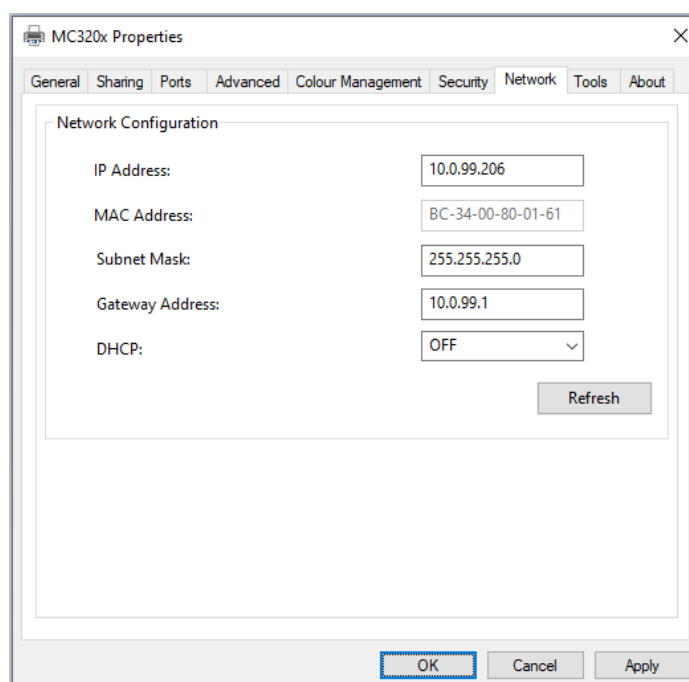 MC320x Properties
General Sharing Ports Advanced Colour Management Security Network Tools About
Network Configuration
IP Address: 10.0.99.206
MAC Address: BC-34-00-80-01-61
Subnet Mask: 255.255.255.0
Gateway Address: 10.0.99.1
DHCP: OFF
Refresh
OK Cancel Apply